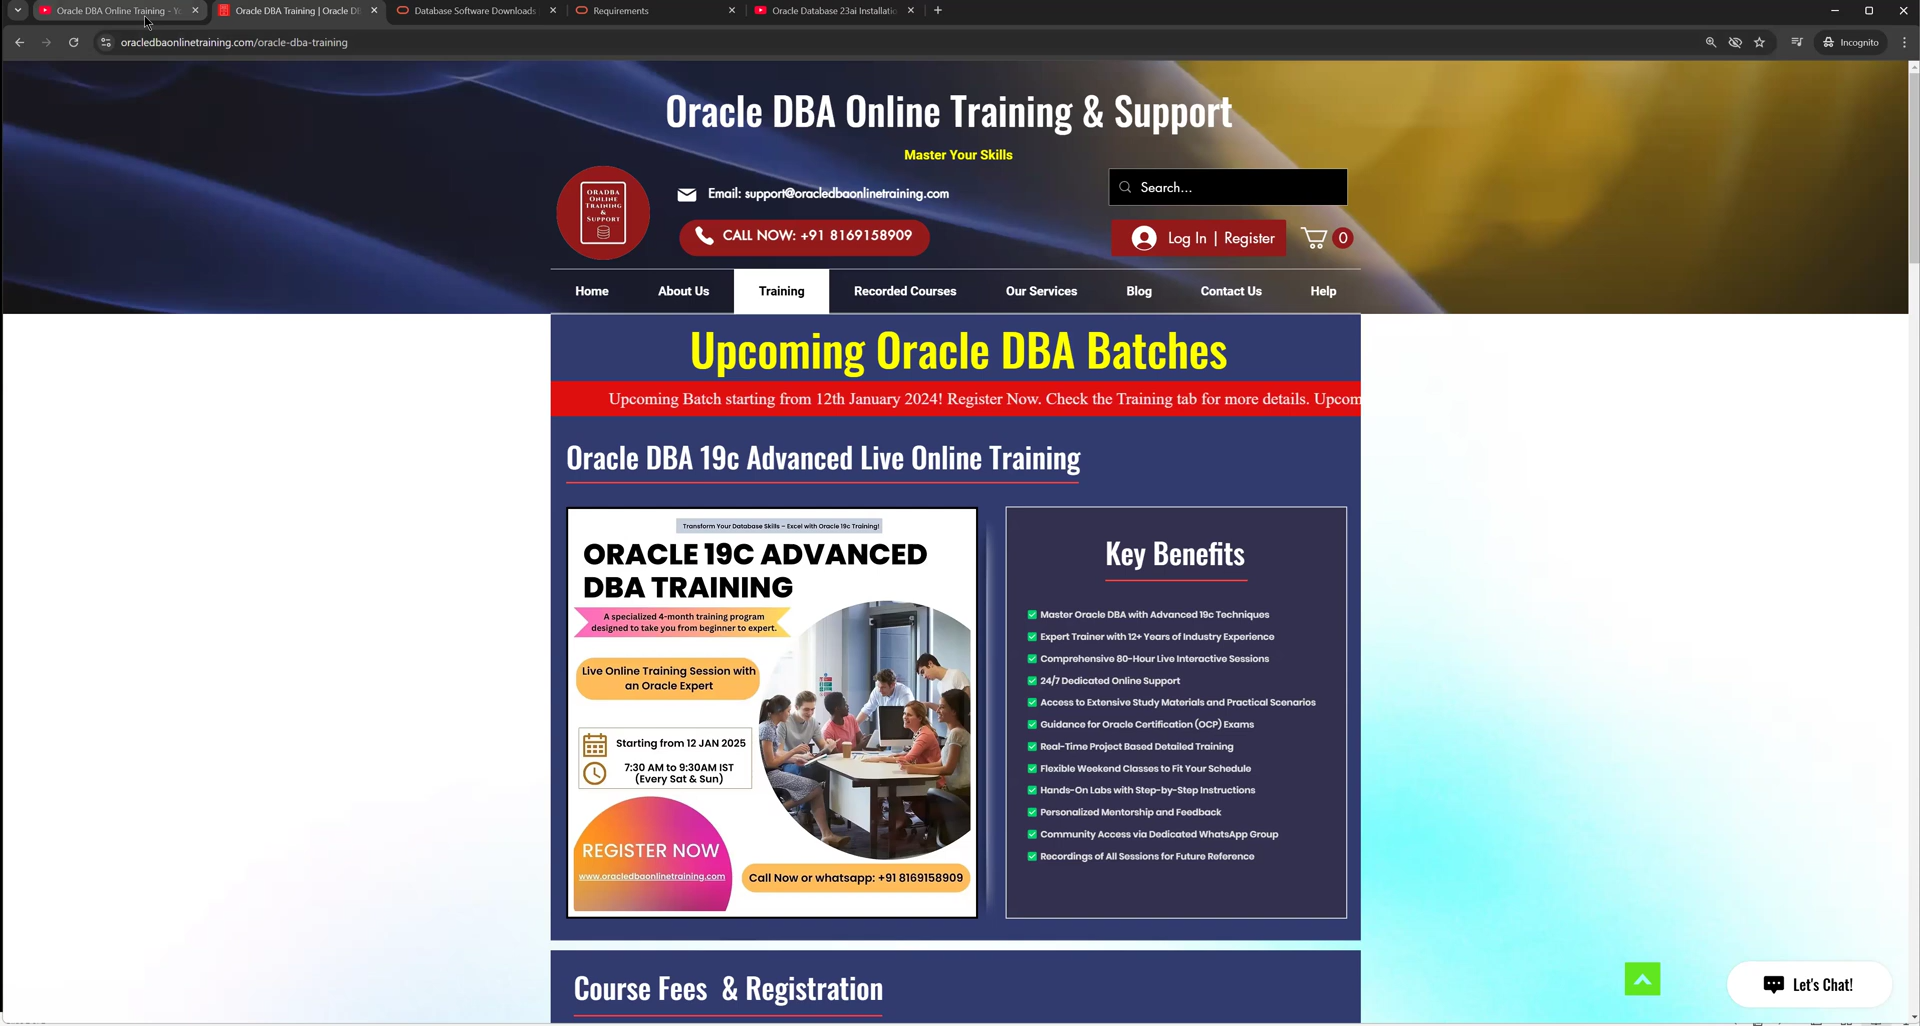 Oracle DBA Online Training - Yo
Oracle DBA Training | Oracle DB
Database Software Downloads
Requirements
Oracle Database 23ai Installatio
oracledbaonlinetraining.com/oracle-dba-training
Incognito
Oracle DBA Online Training & Support
Master Your Skills
ORADBA
ONLINE
TRAINING
&
SUPPORT
Email: support@oracledbaonlinetraining.com
Search...
CALL NOW: +91 8169158909
Log In | Register
0
Home About Us Training Recorded Courses Our Services Blog Contact Us Help
Upcoming Oracle DBA Batches
Upcoming Batch starting from 12th January 2024! Register Now. Check the Training tab for more details. Upcom
Oracle DBA 19c Advanced Live Online Training
Transform Your Database Skills – Excel with Oracle 19c Training!
ORACLE 19C ADVANCED
DBA TRAINING
A specialized 4-month training program
designed to take you from beginner to expert.
Live Online Training Session with
an Oracle Expert
Starting from 12 JAN 2025
7:30 AM to 9:30AM IST
(Every Sat & Sun)
REGISTER NOW
www.oracledbaonlinetraining.com
Call Now or whatsapp: +91 8169158909
Key Benefits
Master Oracle DBA with Advanced 19c Techniques
Expert Trainer with 12+ Years of Industry Experience
Comprehensive 80-Hour Live Interactive Sessions
24/7 Dedicated Online Support
Access to Extensive Study Materials and Practical Scenarios
Guidance for Oracle Certification (OCP) Exams
Real-Time Project Based Detailed Training
Flexible Weekend Classes to Fit Your Schedule
Hands-On Labs with Step-by-Step Instructions
Personalized Mentorship and Feedback
Community Access via Dedicated WhatsApp Group
Recordings of All Sessions for Future Reference
Course Fees & Registration
Let's Chat!